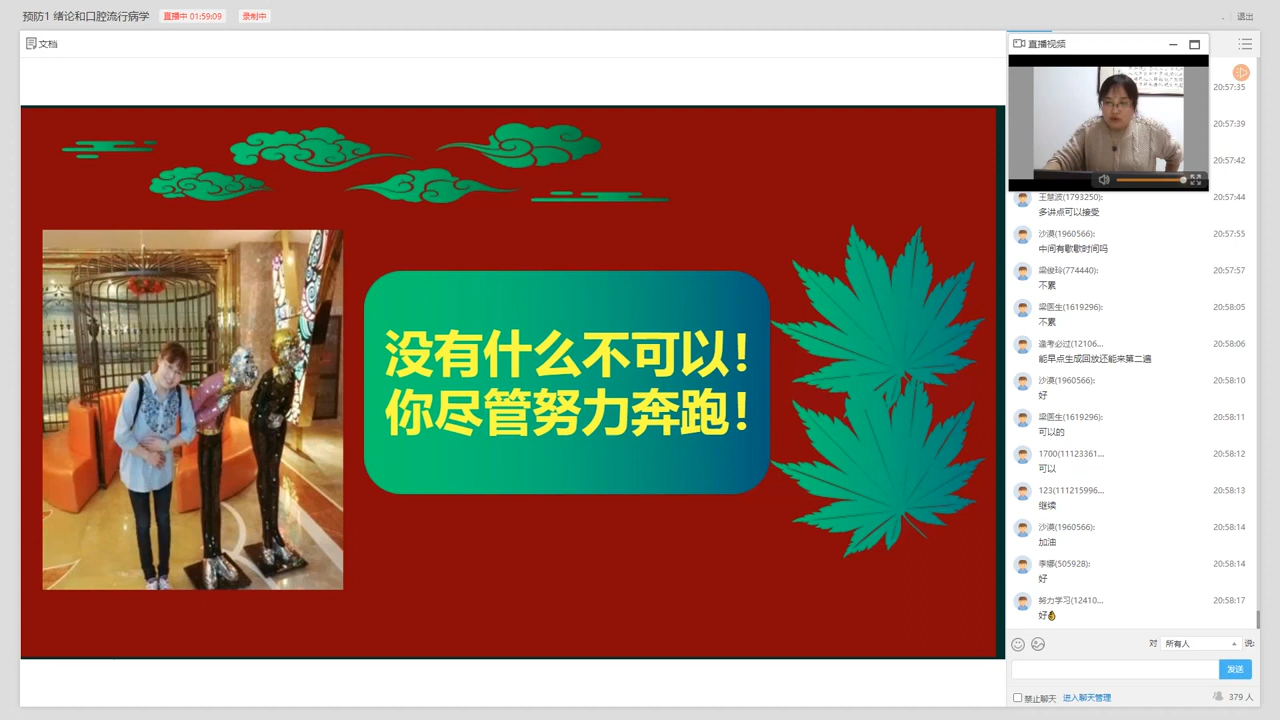 预防1 绪论和口腔流行病学
直播中 01:59:09
录制中
退出
文档
直播视频
没有什么不可以！
你尽管努力奔跑！
20:57:35
20:57:39
20:57:42
王慧波(1793250):
20:57:44
多讲点可以接受
沙漠(1960566):
20:57:55
中间有歇歇时间吗
梁俊玲(774440):
20:57:57
不累
梁医生(1619296):
20:58:05
不累
逢考必过(12106...
20:58:06
能早点生成回放还能来第二遍
沙漠(1960566):
20:58:10
好
梁医生(1619296):
20:58:11
可以的
1700(11123361...
20:58:12
可以
123(111215996...
20:58:13
继续
沙漠(1960566):
20:58:14
加油
李娜(505928):
20:58:14
好
努力学习(12410...
20:58:17
好
对
所有人
说:
发送
禁止聊天
进入聊天管理
379 人